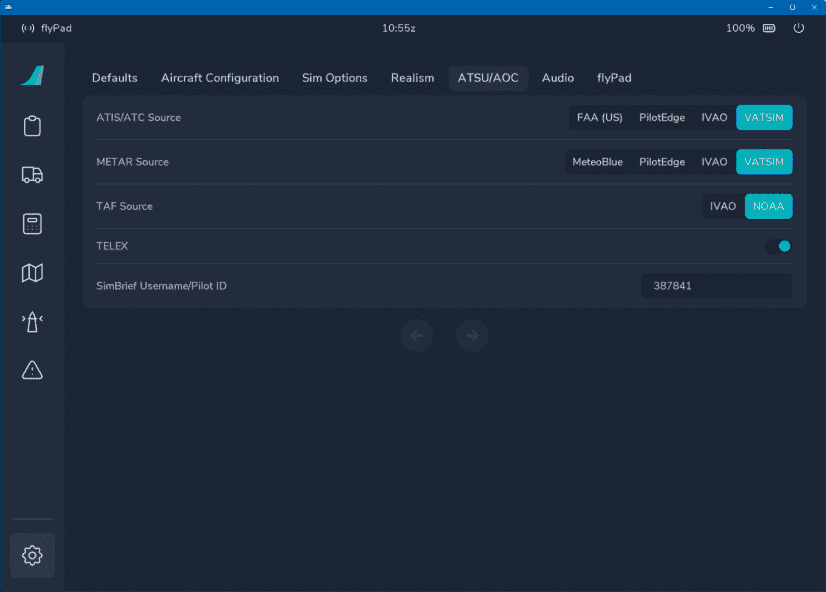 flyPad 10:55z 100%
Defaults Aircraft Configuration Sim Options Realism ATSU/AOC Audio flyPad
ATIS/ATC Source FAA (US) PilotEdge IVAO VATSIM
METAR Source MeteoBlue PilotEdge IVAO VATSIM
TAF Source IVAO NOAA
TELEX
SimBrief Username/Pilot ID 387841